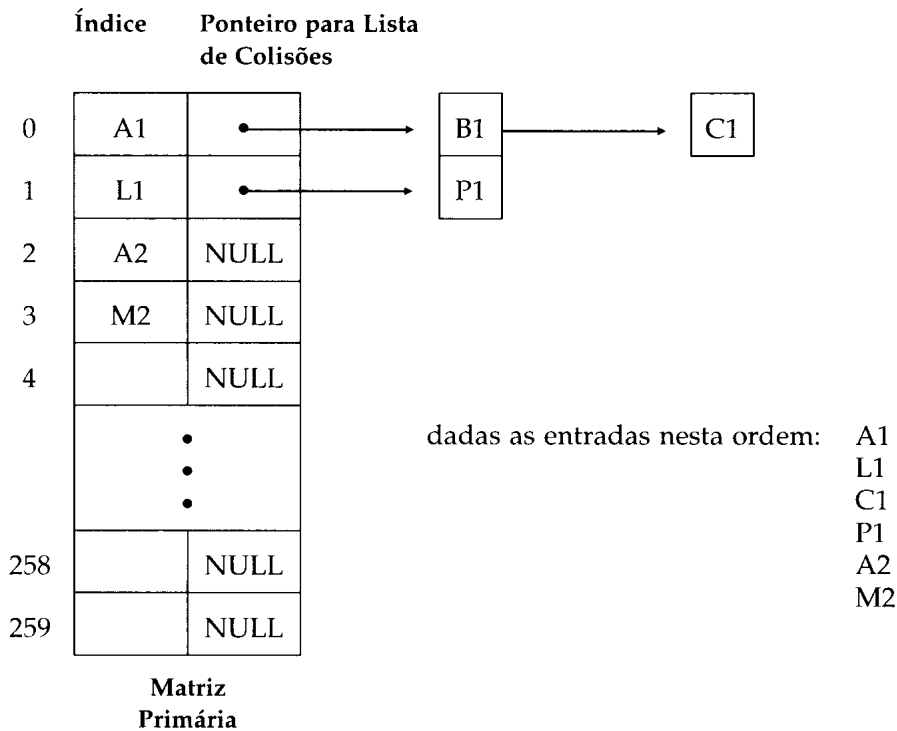 Índice Ponteiro para Lista
de Colisões
0 A1 B1 C1
1 L1 P1
2 A2 NULL
3 M2 NULL
4 NULL
dadas as entradas nesta ordem: A1
L1
C1
P1
A2
M2
258 NULL
259 NULL
Matriz
Primária